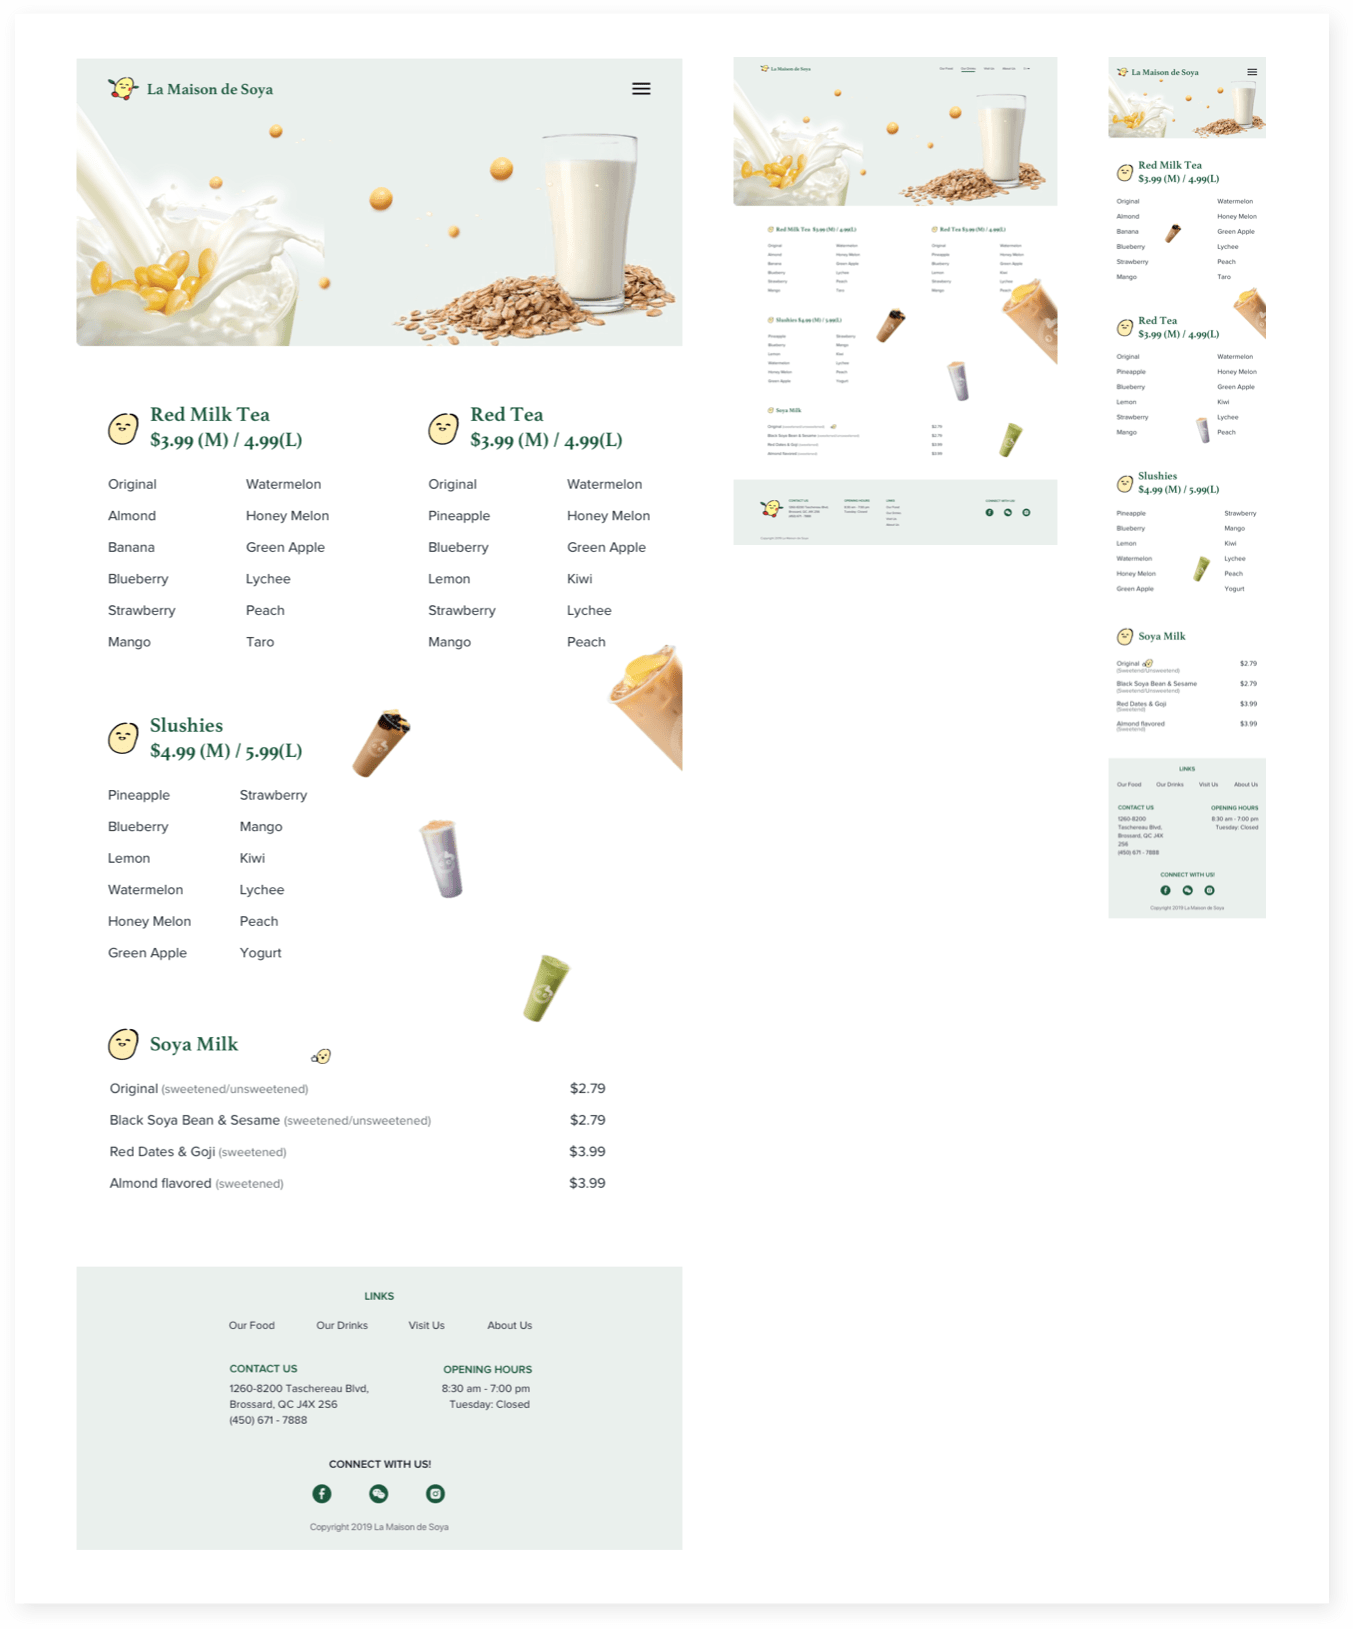 La Maison de Soya
Red Milk Tea
$3.99 (M) / 4.99(L)
Original Watermelon
Almond Honey Melon
Banana Green Apple
Blueberry Lychee
Strawberry Peach
Mango Taro
Red Tea
$3.99 (M) / 4.99(L)
Original Watermelon
Pineapple Honey Melon
Blueberry Green Apple
Lemon Kiwi
Strawberry Lychee
Mango Peach
Slushies
$4.99 (M) / 5.99(L)
Pineapple Strawberry
Blueberry Mango
Lemon Kiwi
Watermelon Lychee
Honey Melon Peach
Green Apple Yogurt
Soya Milk
Original (sweetened/unsweetened) $2.79
Black Soya Bean & Sesame (sweetened/unsweetened) $2.79
Red Dates & Goji (sweetened) $3.99
Almond flavored (sweetened) $3.99
LINKS
Our Food Our Drinks Visit Us About Us
CONTACT US
1260-8200 Taschereau Blvd,
Brossard, QC J4X 2S6
(450) 671 - 7888
OPENING HOURS
8:30 am - 7:00 pm
Tuesday: Closed
CONNECT WITH US!
Copyright 2019 La Maison de Soya
La Maison de Soya
Our Food Our Drinks Visit Us About Us
Red Milk Tea $3.99 (M) / 4.99(L)
Original Watermelon
Almond Honey Melon
Banana Green Apple
Blueberry Lychee
Strawberry Peach
Mango Taro
Red Tea $3.99 (M) / 4.99(L)
Original Watermelon
Pineapple Honey Melon
Blueberry Green Apple
Lemon Kiwi
Strawberry Lychee
Mango Peach
Slushies $4.99 (M) / 5.99(L)
Pineapple Strawberry
Blueberry Mango
Lemon Kiwi
Watermelon Lychee
Honey Melon Peach
Green Apple Yogurt
Soya Milk
Original (sweetened/unsweetened) $2.79
Black Soya Bean & Sesame (sweetened/unsweetened) $2.79
Red Dates & Goji (sweetened) $3.99
Almond flavored (sweetened) $3.99
CONTACT US
1260-8200 Taschereau Blvd,
Brossard, QC J4X 2S6
(450) 671 - 7888
OPENING HOURS
8:30 am - 7:00 pm
Tuesday: Closed
LINKS
Our Food
Our Drinks
Visit Us
About Us
CONNECT WITH US!
Copyright 2019 La Maison de Soya
La Maison de Soya
Red Milk Tea
$3.99 (M) / 4.99(L)
Original Watermelon
Almond Honey Melon
Banana Green Apple
Blueberry Lychee
Strawberry Peach
Mango Taro
Red Tea
$3.99 (M) / 4.99(L)
Original Watermelon
Pineapple Honey Melon
Blueberry Green Apple
Lemon Kiwi
Strawberry Lychee
Mango Peach
Slushies
$4.99 (M) / 5.99(L)
Pineapple Strawberry
Blueberry Mango
Lemon Kiwi
Watermelon Lychee
Honey Melon Peach
Green Apple Yogurt
Soya Milk
Original $2.79
(Sweetend/Unsweetend)
Black Soya Bean & Sesame $2.79
(Sweetend/Unsweetend)
Red Dates & Goji $3.99
(Sweetend)
Almond flavored $3.99
(Sweetend)
LINKS
Our Food Our Drinks Visit Us About Us
CONTACT US
1260-8200
Taschereau Blvd,
Brossard, QC J4X
2S6
(450) 671 - 7888
OPENING HOURS
8:30 am - 7:00 pm
Tuesday: Closed
CONNECT WITH US!
Copyright 2019 La Maison de Soya